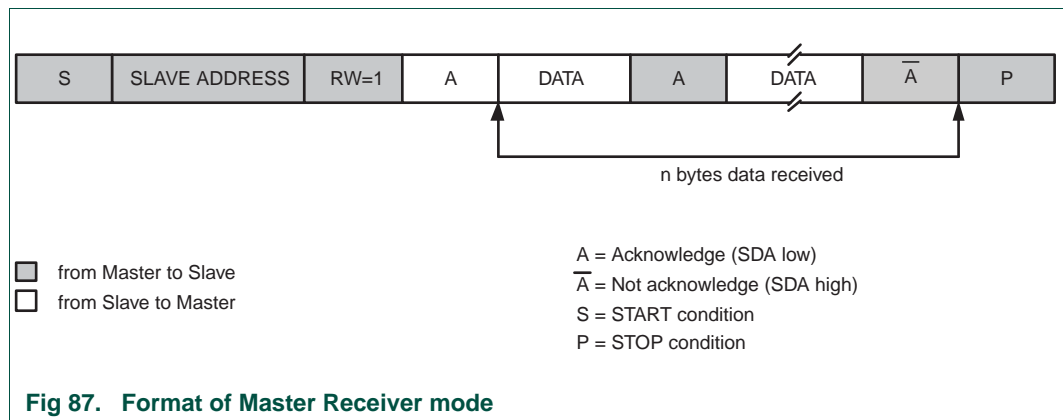 S SLAVE ADDRESS RW=1 A DATA A DATA A̅ P
n bytes data received
from Master to Slave
from Slave to Master
A = Acknowledge (SDA low)
A̅ = Not acknowledge (SDA high)
S = START condition
P = STOP condition
Fig 87. Format of Master Receiver mode